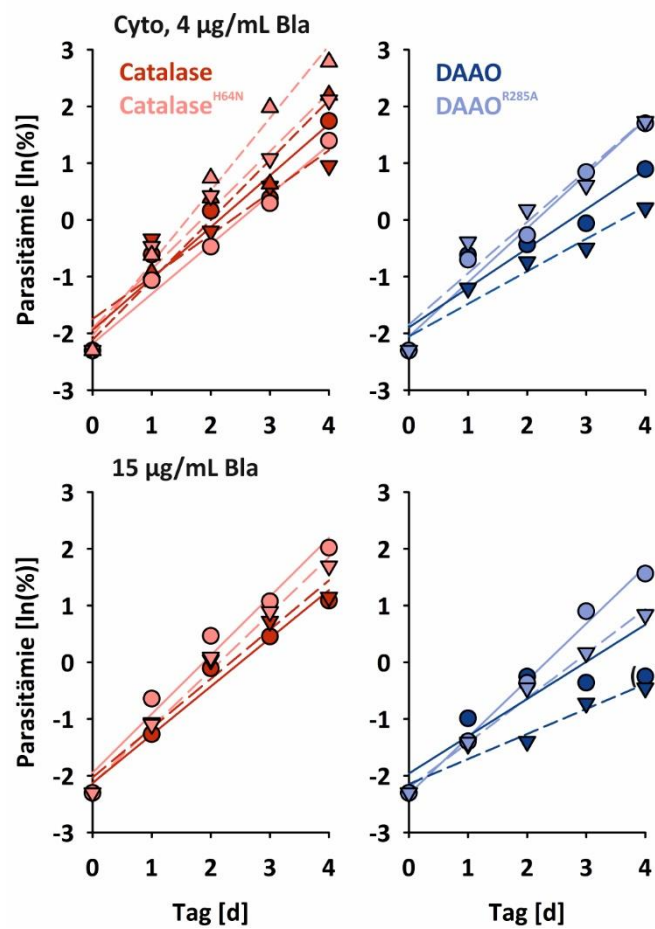 Cyto, 4 µg/mL Bla
Catalase
Catalase^H64N
DAAO
DAAO^R285A
Parasitämie [ln(%)]
3
2
1
0
-1
-2
-3
0 1 2 3 4
3
2
1
0
-1
-2
-3
0 1 2 3 4
15 µg/mL Bla
Parasitämie [ln(%)]
3
2
1
0
-1
-2
-3
0 1 2 3 4
Tag [d]
3
2
1
0
-1
-2
-3
(
0 1 2 3 4
Tag [d]